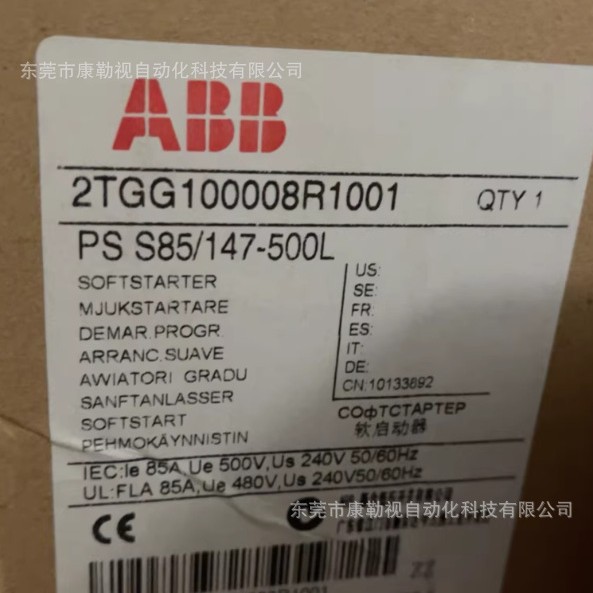 东莞市康勒视自动化科技有限公司
ABB
2TGG100008R1001 QTY 1
PS S85/147-500L
SOFTSTARTER
MJUKSTARTARE
DEMAR.PROGR.
ARRANC.SUAVE
AWIATORI GRADU
SANFTANLASSER
SOFTSTART
PEHMOKÄYNNISTIN
US:
SE:
FR:
ES:
IT:
DE:
CN:10133892
СОфТСТАРТЕР
软启动器
IEC:Ie 85A,Ue 500V,Us 240V 50/60Hz
UL:FLA 85A,Ue 480V,Us 240V50/60Hz
东莞市康勒视自动化科技有限公司
CE